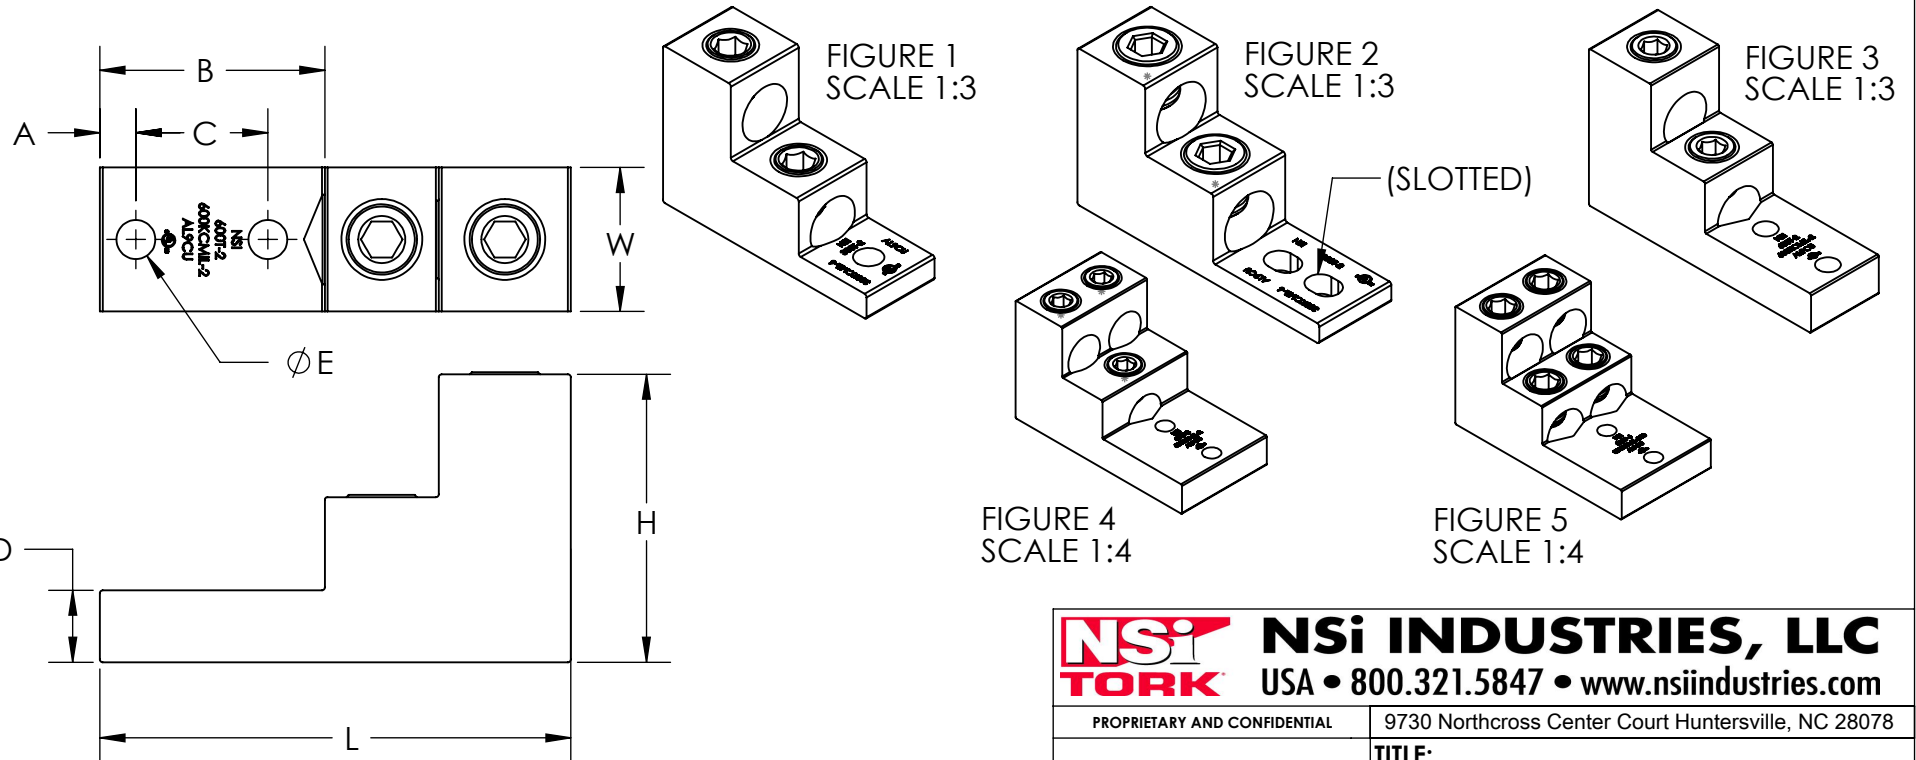 B
A
C
W
NSI
600T-2
600KCMIL-2
AL9CU
∅E
D
H
L
FIGURE 1
SCALE 1:3
FIGURE 2
SCALE 1:3
FIGURE 3
SCALE 1:3
(SLOTTED)
FIGURE 4
SCALE 1:4
FIGURE 5
SCALE 1:4
NSi
TORK
NSi INDUSTRIES, LLC
USA • 800.321.5847 • www.nsiindustries.com
PROPRIETARY AND CONFIDENTIAL
9730 Northcross Center Court Huntersville, NC 28078
TITLE: